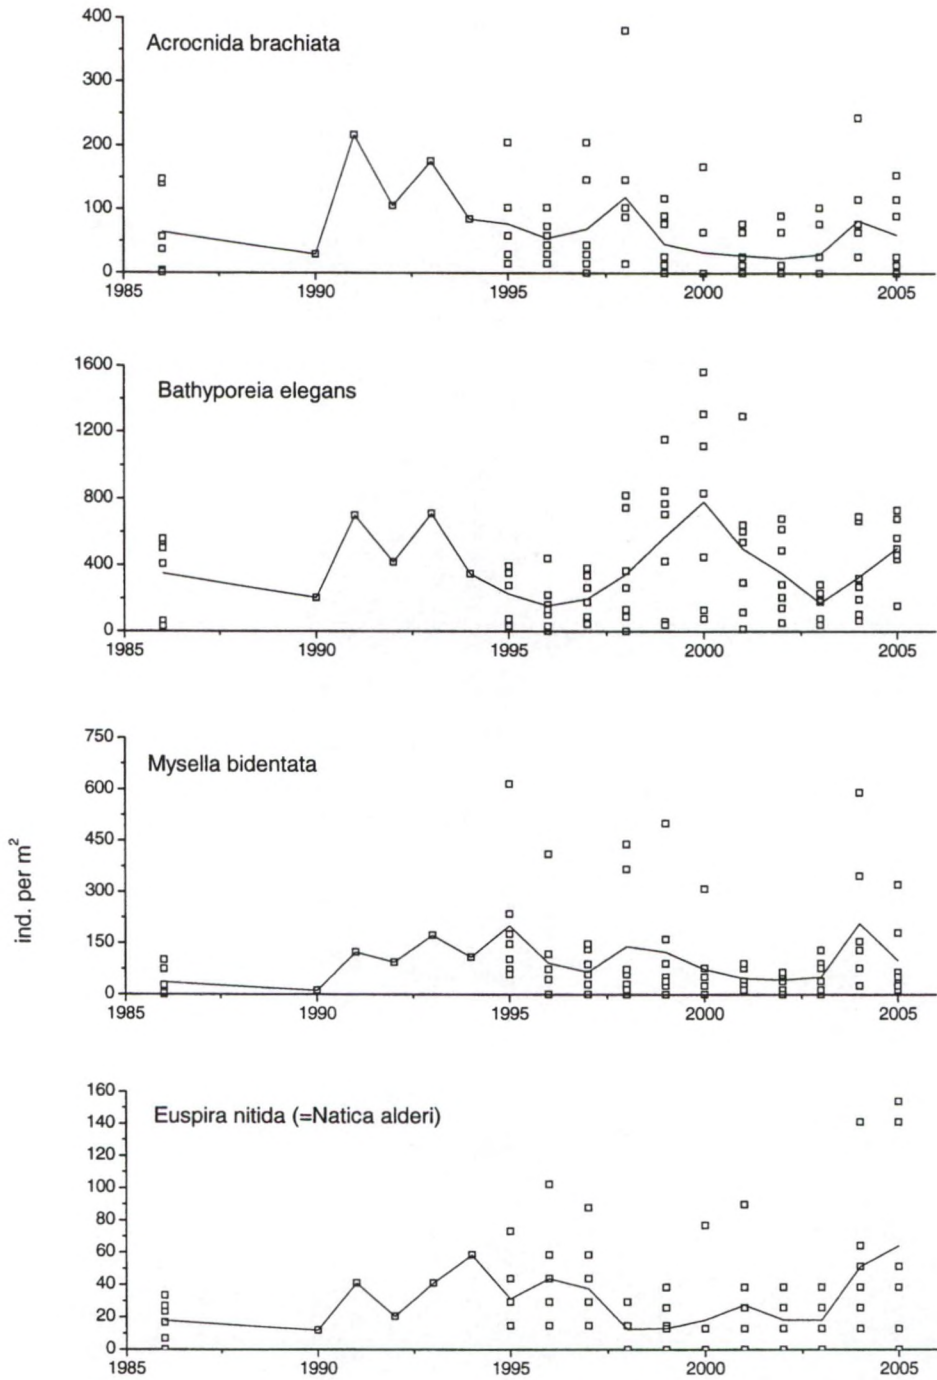 400
Acrocnida brachiata
300
200
100
0
1985 1990 1995 2000 2005
1600
Bathyporeia elegans
1200
800
400
0
1985 1990 1995 2000 2005
750
Mysella bidentata
600
450
300
150
0
1985 1990 1995 2000 2005
ind. per m²
160
Euspira nitida (=Natica alderi)
140
120
100
80
60
40
20
0
1985 1990 1995 2000 2005